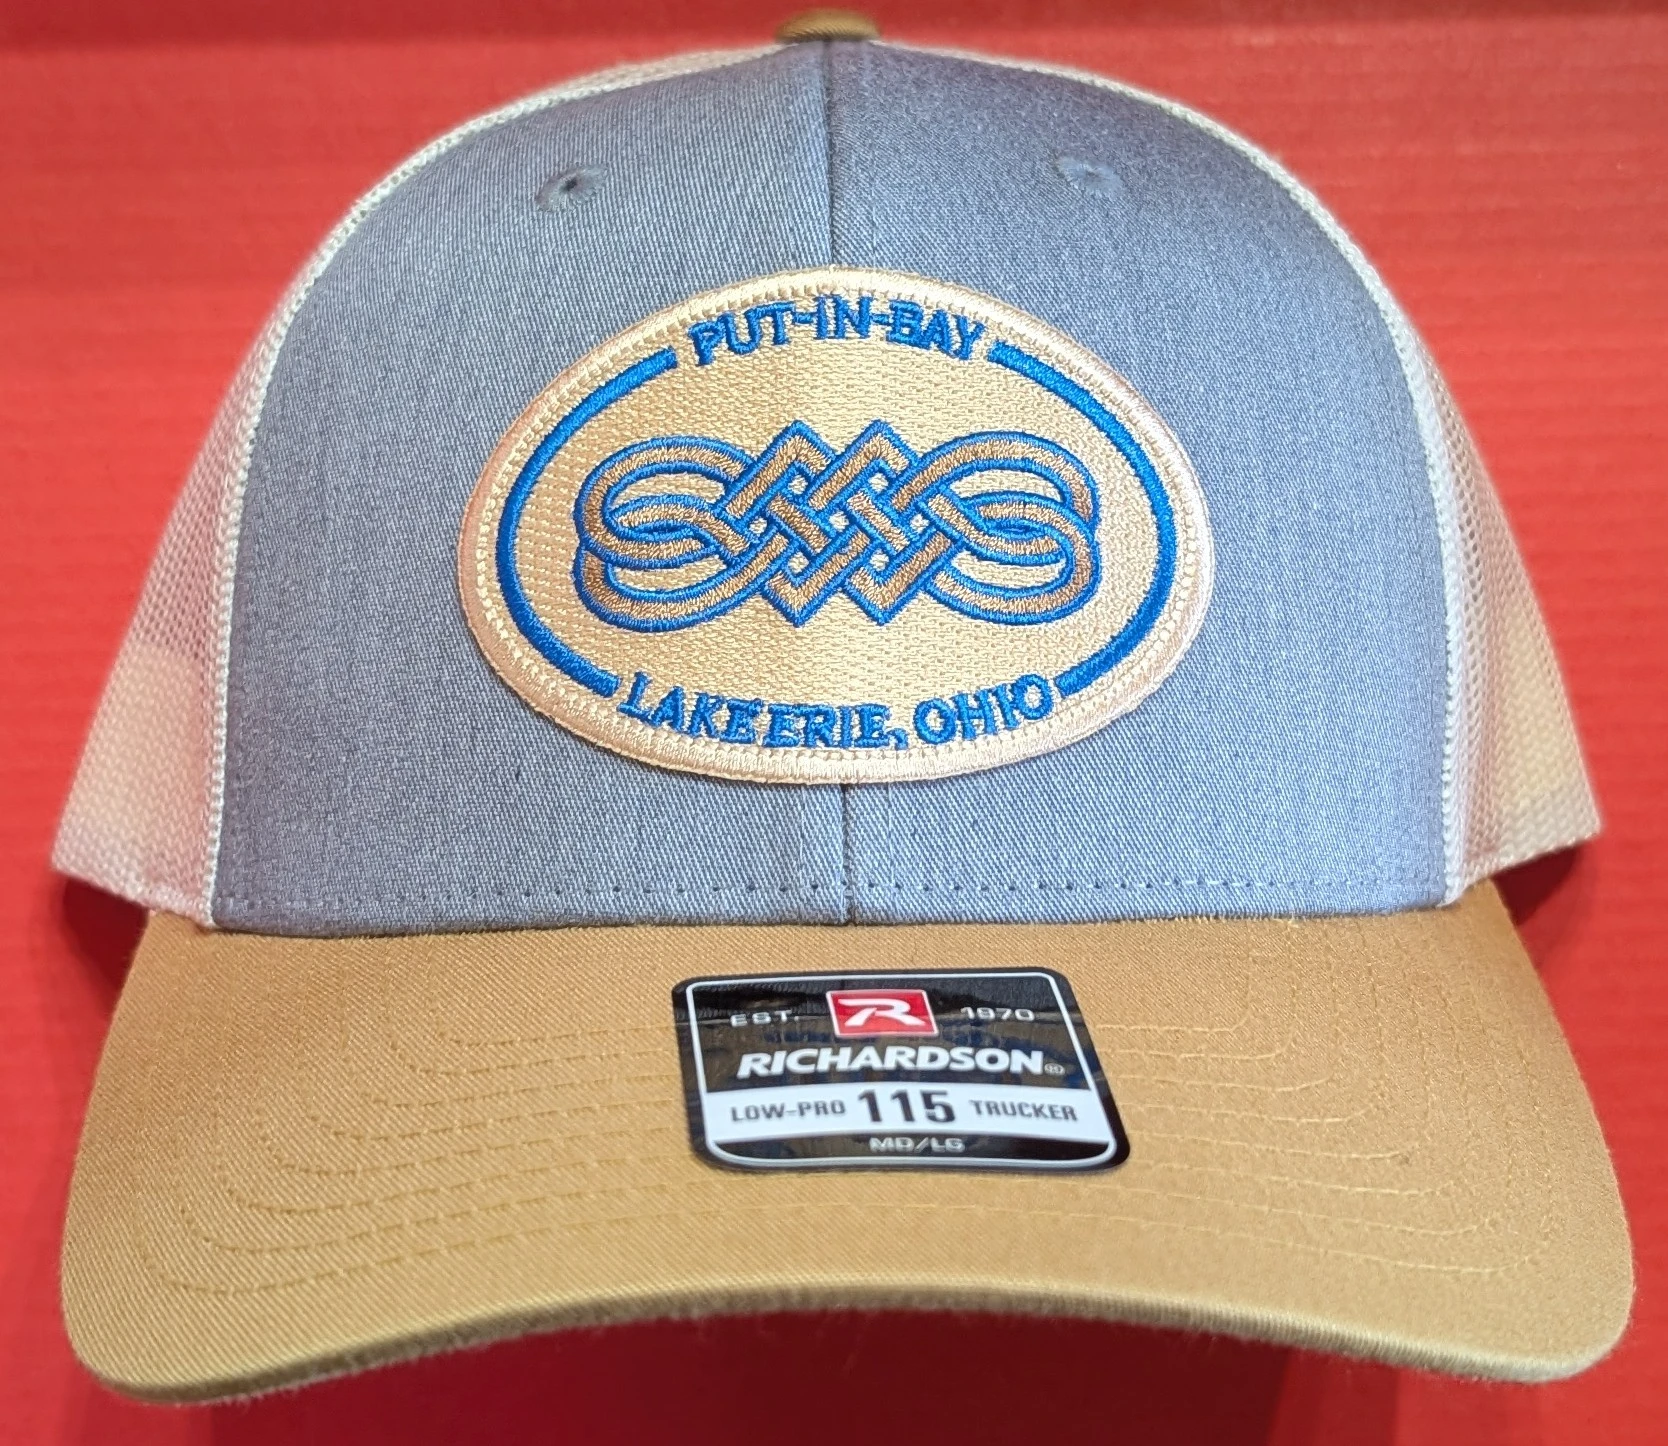 PUT-IN-BAY
LAKE ERIE, OHIO
EST. R 1970
RICHARDSON®
LOW-PRO 115 TRUCKER
MD/LG